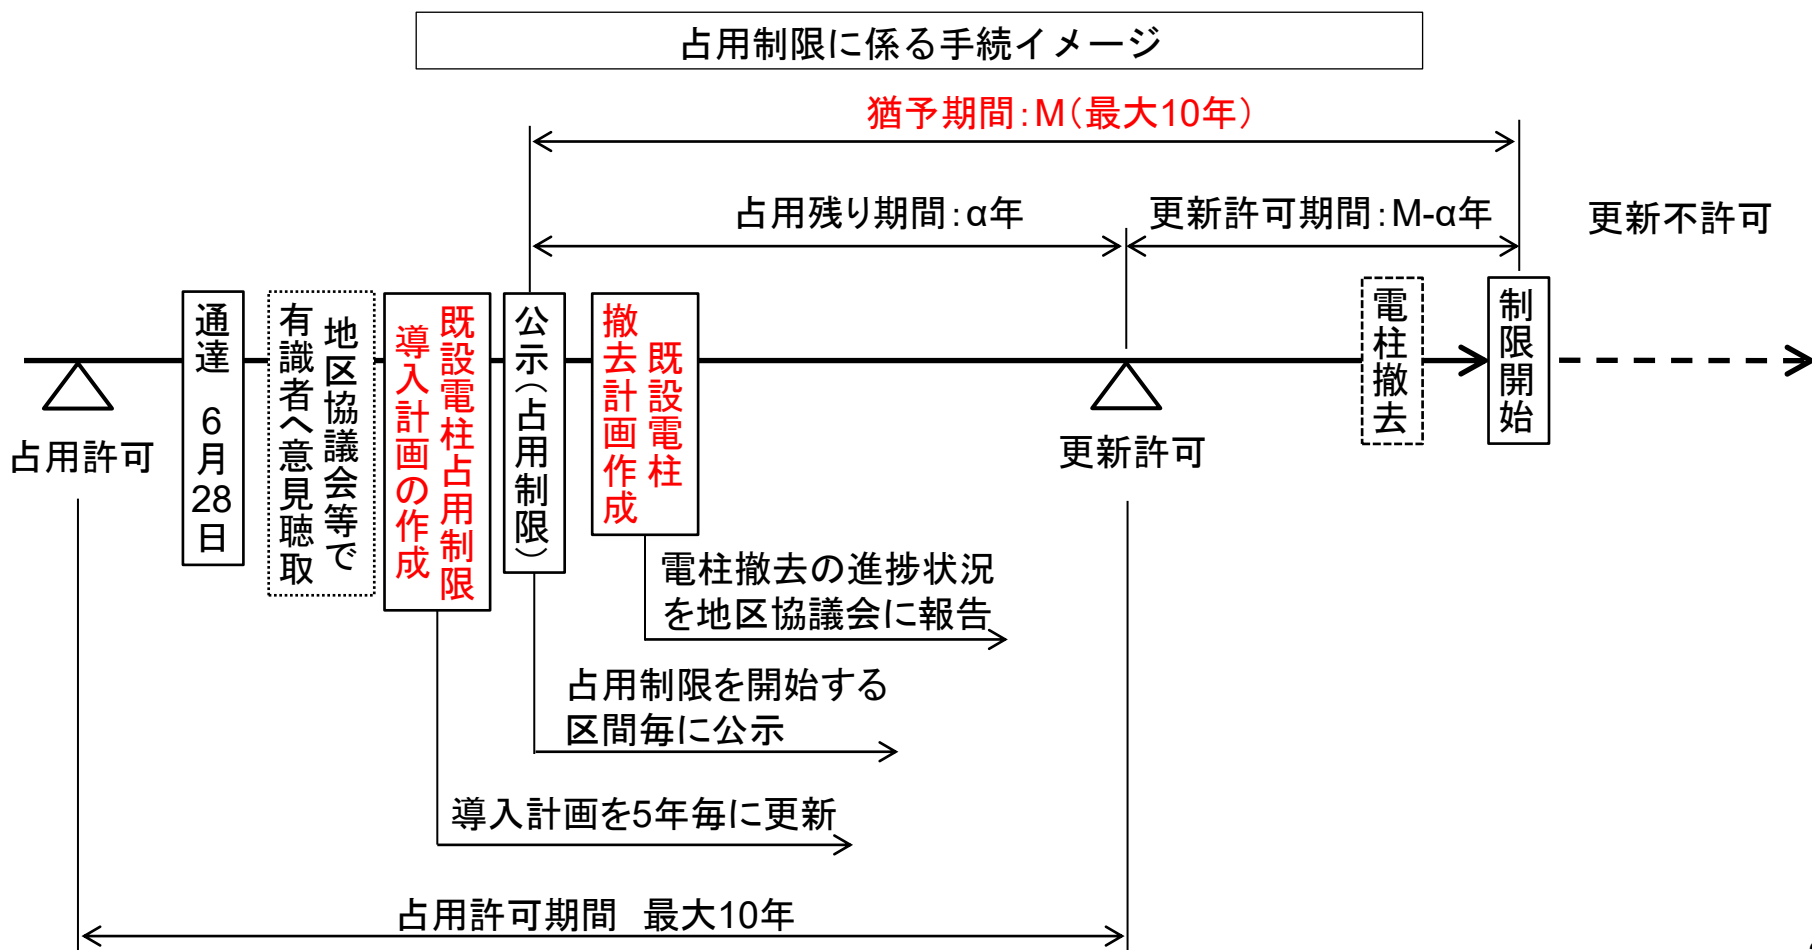 占用制限に係る手続イメージ
猶予期間：M（最大10年）
占用残り期間：α年
更新許可期間：M-α年
更新不許可
通達　6月28日
地区協議会等で
有識者へ意見聴取
既設電柱占用制限
導入計画の作成
公示（占用制限）
既設電柱
撤去計画作成
電柱撤去
制限開始
占用許可
更新許可
電柱撤去の進捗状況
を地区協議会に報告
占用制限を開始する
区間毎に公示
導入計画を5年毎に更新
占用許可期間　最大10年